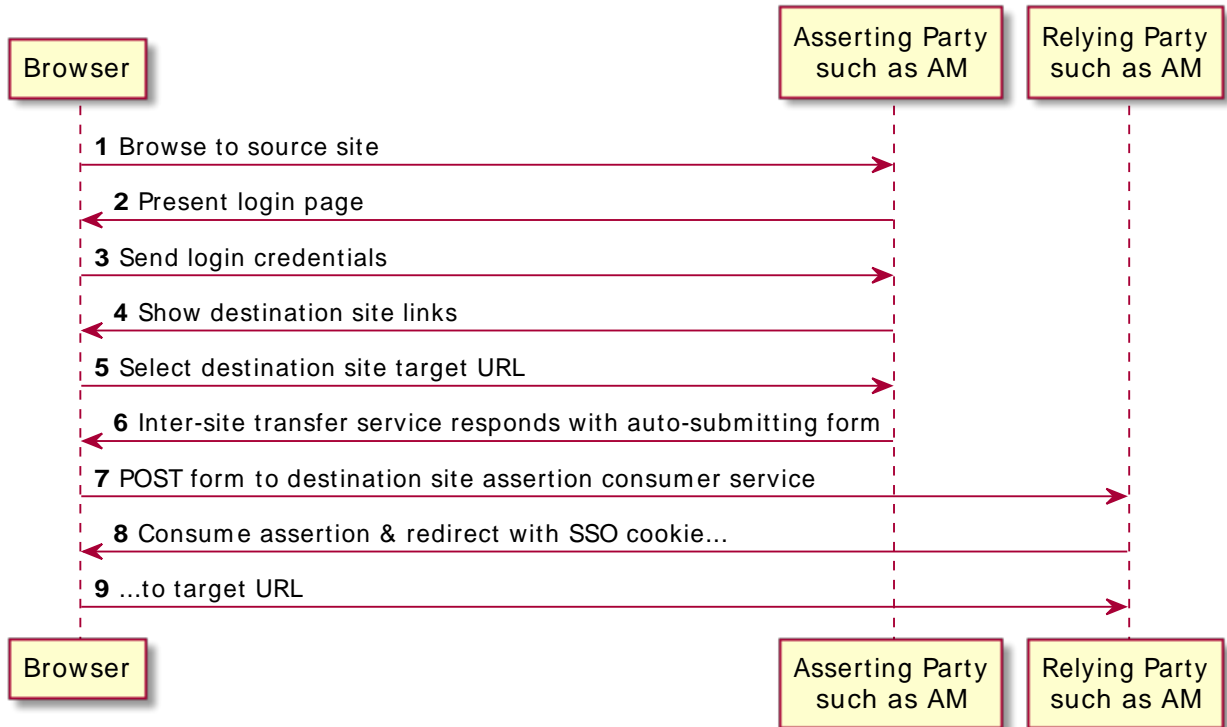 Browser
Asserting Party
such as AM
Relying Party
such as AM
1 Browse to source site
2 Present login page
3 Send login credentials
4 Show destination site links
5 Select destination site target URL
6 Inter-site transfer service responds with auto-submitting form
7 POST form to destination site assertion consumer service
8 Consume assertion & redirect with SSO cookie...
9 ...to target URL
Browser
Asserting Party
such as AM
Relying Party
such as AM